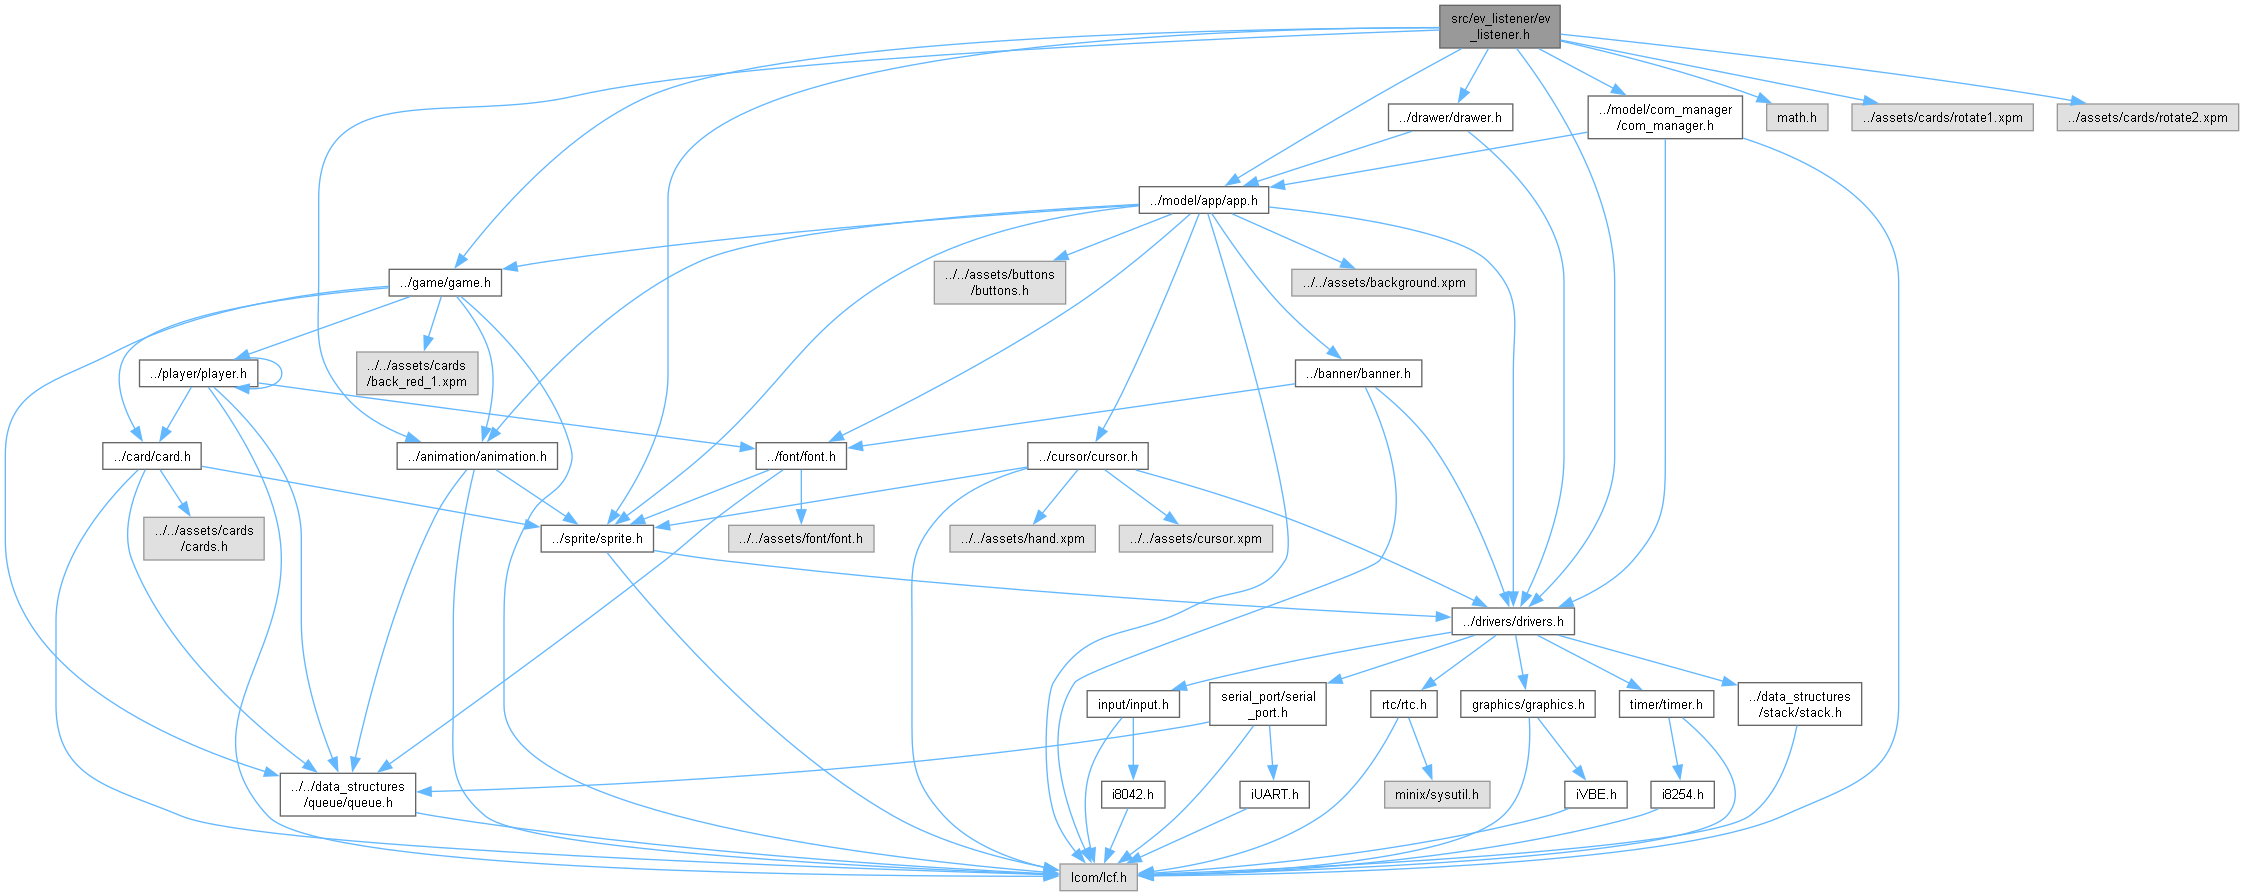 src/ev_listener/ev
_listener.h
../drawer/drawer.h
../model/com_manager
/com_manager.h
math.h
../assets/cards/rotate1.xpm
../assets/cards/rotate2.xpm
../model/app/app.h
../game/game.h
../../assets/buttons
/buttons.h
../../assets/background.xpm
../player/player.h
../../assets/cards
/back_red_1.xpm
../banner/banner.h
../card/card.h
../animation/animation.h
../font/font.h
../cursor/cursor.h
../../assets/cards
/cards.h
../sprite/sprite.h
../../assets/font/font.h
../../assets/hand.xpm
../../assets/cursor.xpm
../drivers/drivers.h
input/input.h
serial_port/serial
_port.h
rtc/rtc.h
graphics/graphics.h
timer/timer.h
../data_structures
/stack/stack.h
../../data_structures
/queue/queue.h
i8042.h
iUART.h
minix/sysutil.h
iVBE.h
i8254.h
lcom/lcf.h